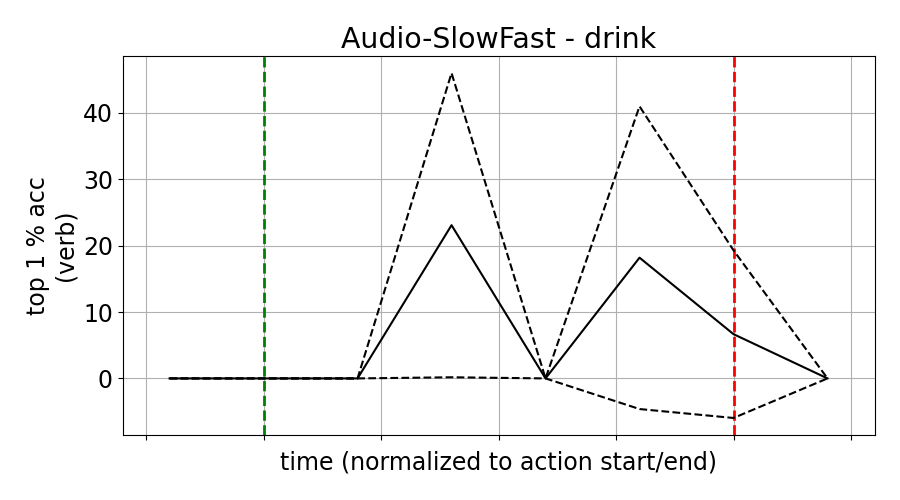 Audio-SlowFast - drink
top 1 % acc
(verb)
40
30
20
10
0
time (normalized to action start/end)